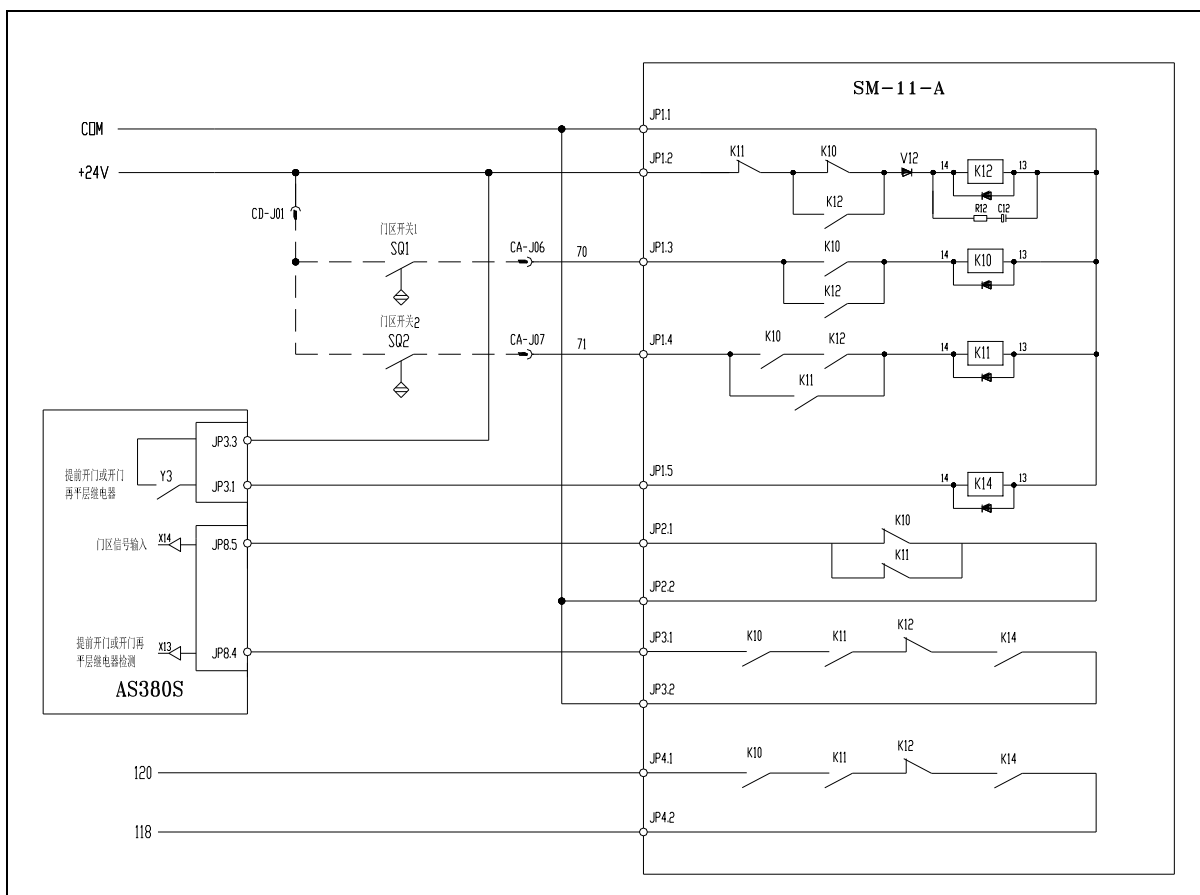 SM-11-A
JP1.1
COM
K11
K10
V12
14
K12
13
JP1.2
+24V
K12
R12
C12
CD-J01
门区开关1
SQ1
CA-J06
70
JP1.3
K10
14
K10
13
K12
门区开关2
SQ2
CA-J07
71
JP1.4
K10
K12
14
K11
13
K11
JP3.3
提前开门或开门
再平层继电器
Y3
JP3.1
JP1.5
14
K14
13
门区信号输入
X14
JP8.5
JP2.1
K10
K11
JP2.2
提前开门或开门再
平层继电器检测
X13
JP8.4
JP3.1
K10
K11
K12
K14
AS380S
JP3.2
120
JP4.1
K10
K11
K12
K14
118
JP4.2